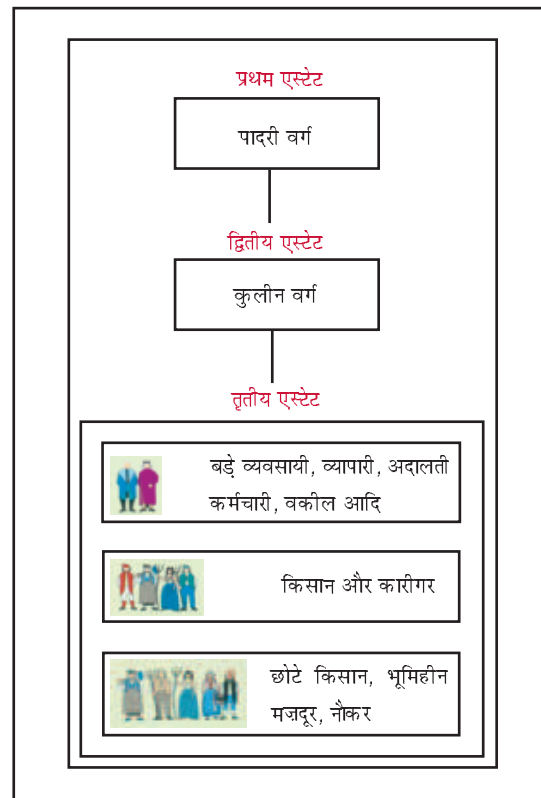 प्रथम एस्टेट
पादरी वर्ग
द्वितीय एस्टेट
कुलीन वर्ग
तृतीय एस्टेट
बड़े व्यवसायी, व्यापारी, अदालती
कर्मचारी, वकील आदि
किसान और कारीगर
छोटे किसान, भूमिहीन
मज़दूर, नौकर